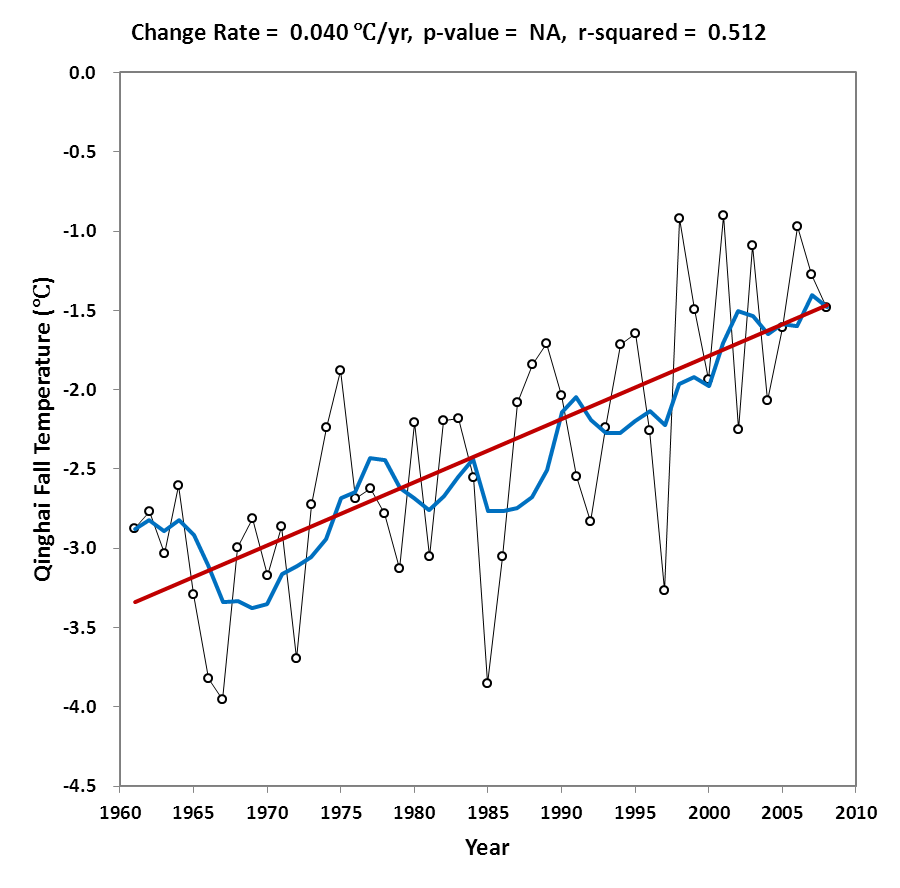 Change Rate = 0.040 ℃/yr, p-value = NA, r-squared = 0.512
0.0
-0.5
-1.0
-1.5
-2.0
-2.5
-3.0
-3.5
-4.0
-4.5
Qinghai Fall Temperature (℃)
1960 1965 1970 1975 1980 1985 1990 1995 2000 2005 2010
Year